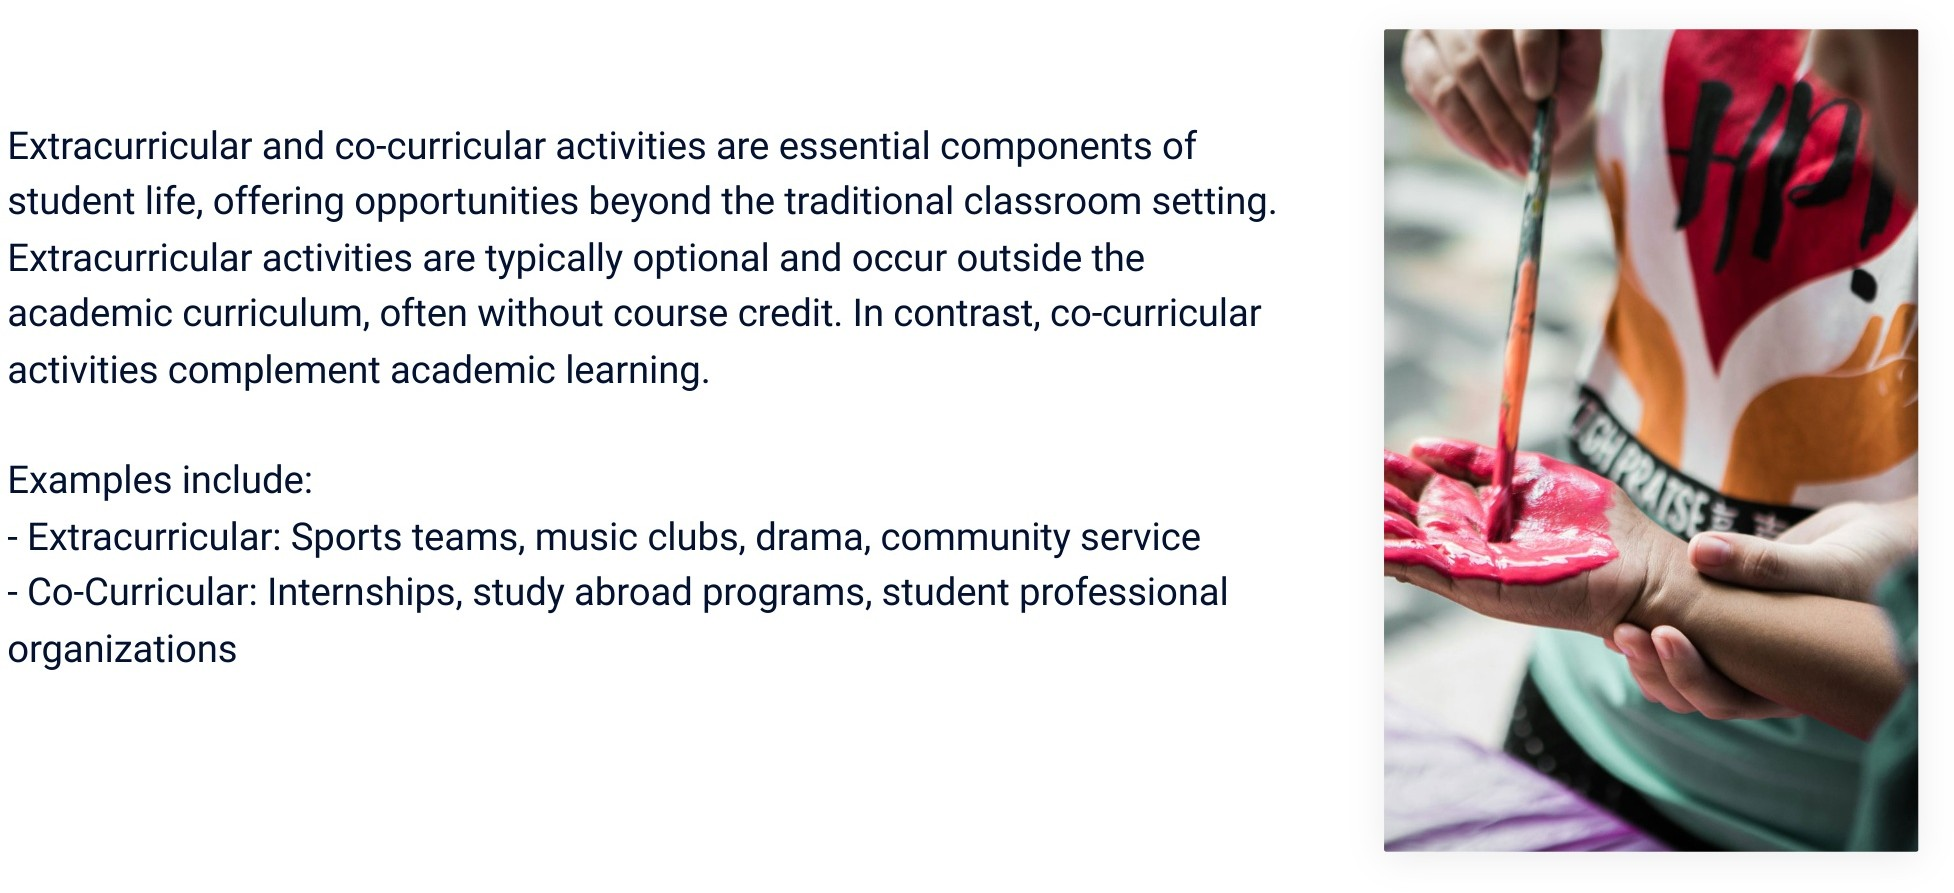 Extracurricular and co-curricular activities are essential components of
student life, offering opportunities beyond the traditional classroom setting.
Extracurricular activities are typically optional and occur outside the
academic curriculum, often without course credit. In contrast, co-curricular
activities complement academic learning.
Examples include:
- Extracurricular: Sports teams, music clubs, drama, community service
- Co-Curricular: Internships, study abroad programs, student professional
organizations
PRAISE